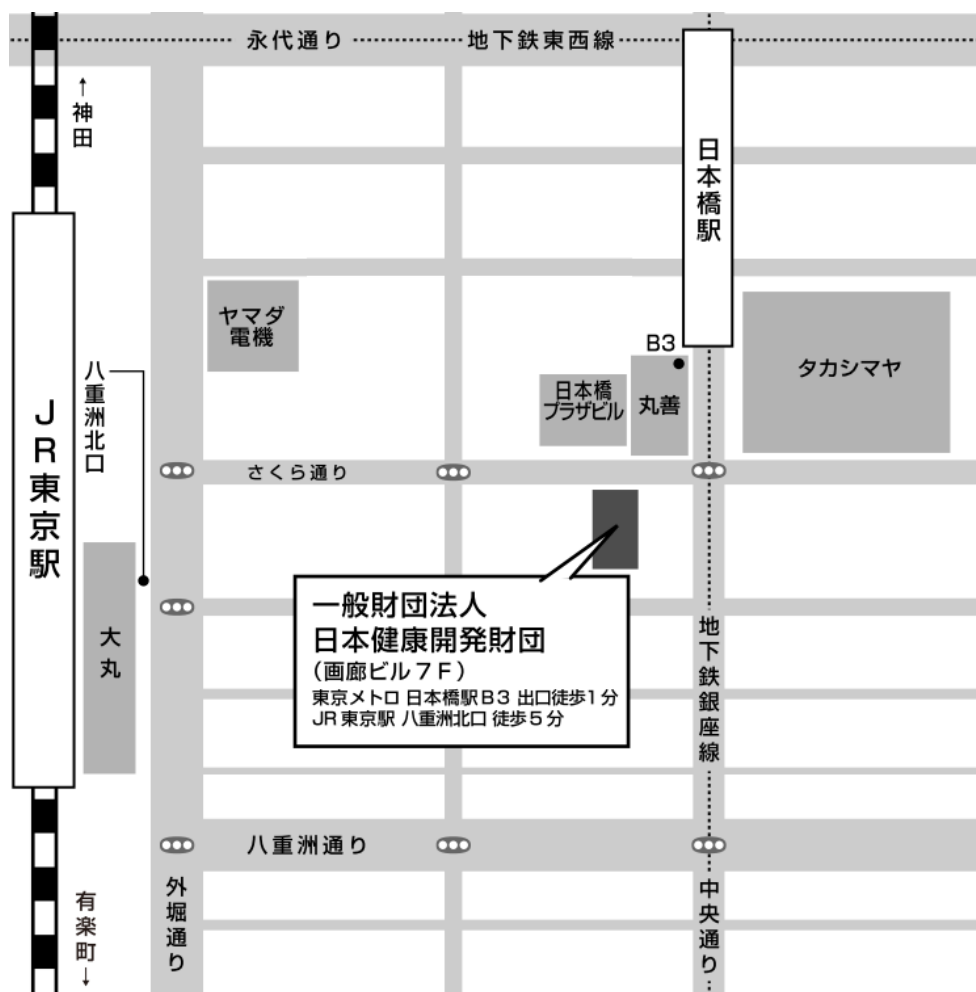 永代通り
地下鉄東西線
↑神田
日本橋駅
ヤマダ
電機
B3
タカシマヤ
八重洲北口
日本橋
プラザビル
丸善
JR東京駅
さくら通り
一般財団法人
日本健康開発財団
(画廊ビル7F)
東京メトロ 日本橋駅B3 出口徒歩1分
JR東京駅 八重洲北口 徒歩5分
大丸
地下鉄銀座線
八重洲通り
外堀通り
中央通り
有楽町↓